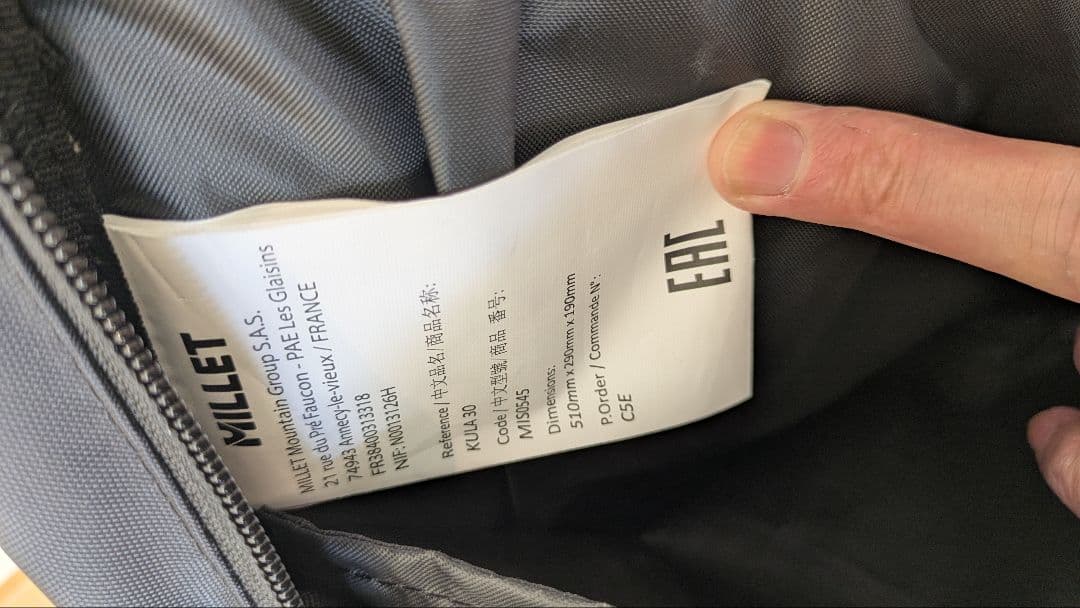 MILLET
MILLET Mountain Group S.A.S.
21 rue du Pré Faucon - PAE Les Glaisins
74943 Annecy-le-vieux / FRANCE
FR38400313318
NIF: N0013126H
Reference / 中文品名/ 商品名称:
KULA 30
Code / 中文型號/ 商品 番号:
MIS0545
Dimensions:
510mm x 290mm x 190mm
P.Order / Commande N°:
C5E
EAC